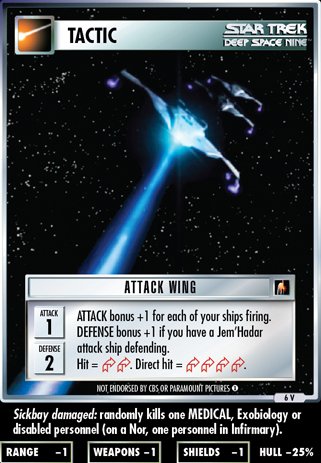 TACTIC
STAR TREK
DEEP SPACE NINE
ATTACK WING
ATTACK
1
ATTACK bonus +1 for each of your ships firing.
DEFENSE bonus +1 if you have a Jem'Hadar
DEFENSE
2
attack ship defending.
Hit = . Direct hit = .
NOT ENDORSED BY CBS OR PARAMOUNT PICTURES
6 V
Sickbay damaged: randomly kills one MEDICAL, Exobiology or
disabled personnel (on a Nor, one personnel in Infirmary).
RANGE -1 WEAPONS -1 SHIELDS -1 HULL -25%